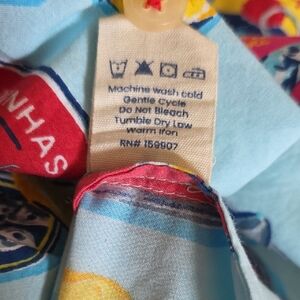 Machine wash cold
Gentle Cycle
Do Not Bleach
Tumble Dry Low
Warm Iron
RN# 159907
NHAS